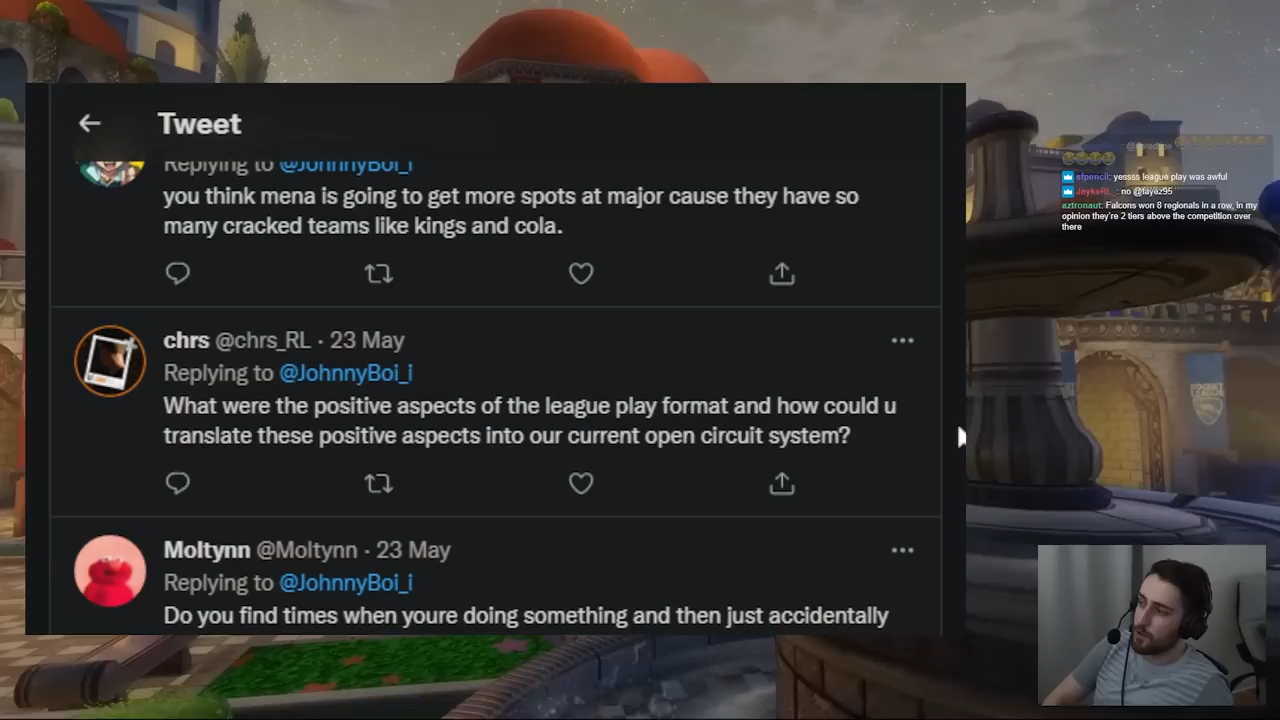 Tweet
Replying to @JohnnyBoi_i
you think mena is going to get more spots at major cause they have so
many cracked teams like kings and cola.
chrs @chrs_RL · 23 May
Replying to @JohnnyBoi_i
What were the positive aspects of the league play format and how could u
translate these positive aspects into our current open circuit system?
Moltynn @Moltynn · 23 May
Replying to @JohnnyBoi_i
Do you find times when youre doing something and then just accidentally
sfpencil: yessss league play was awful
JaykeRL : no @fayez95
aztronaut: Falcons won 8 regionals in a row, in my
opinion they're 2 tiers above the competition over
there
ROCKET
LEAGUE